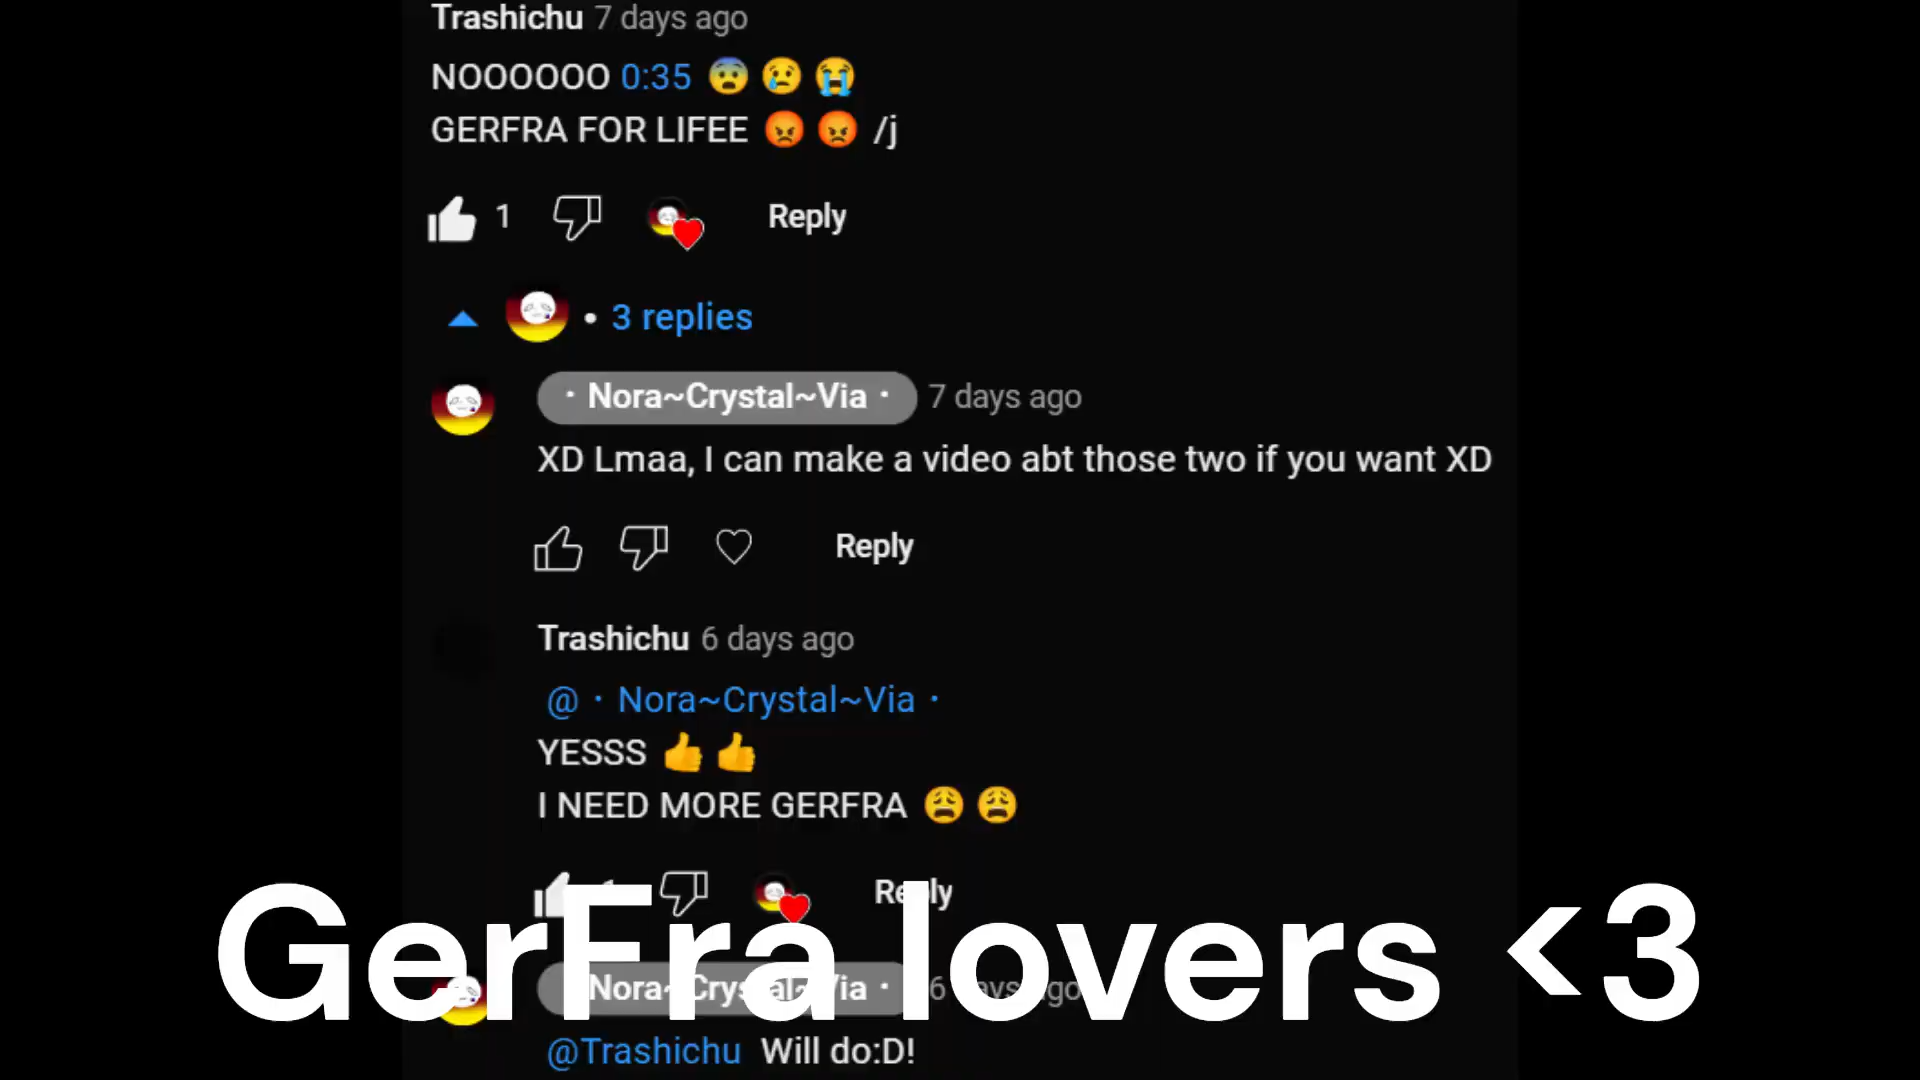 Trashichu 7 days ago
NOOOOOO 0:35 😨 😢 😭
GERFRA FOR LIFEE 😡 😡 /j
1
Reply
• 3 replies
· Nora~Crystal~Via · 7 days ago
XD Lmaa, I can make a video abt those two if you want XD
Reply
Trashichu 6 days ago
@ · Nora~Crystal~Via ·
YESSS 👍 👍
I NEED MORE GERFRA 😩 😩
1 Reply
GerFra lovers <3
Nora~Crystal~Via · 6 days ago
@Trashichu Will do:D!